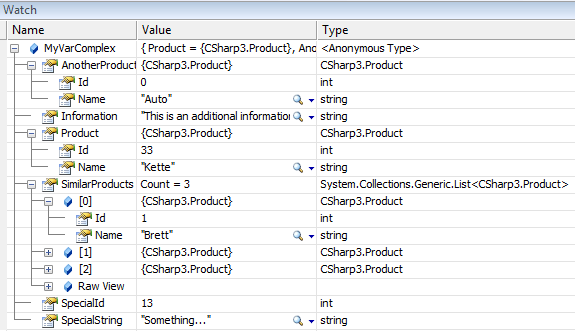 Watch
Name Value Type
MyVarComplex { Product = {CSharp3.Product}, Ano <Anonymous Type>
AnotherProduct {CSharp3.Product} CSharp3.Product
Id 0 int
Name "Auto" string
Information "This is an additional information string
Product {CSharp3.Product} CSharp3.Product
Id 33 int
Name "Kette" string
SimilarProducts Count = 3 System.Collections.Generic.List<CSharp3.Product>
[0] {CSharp3.Product} CSharp3.Product
Id 1 int
Name "Brett" string
[1] {CSharp3.Product} CSharp3.Product
[2] {CSharp3.Product} CSharp3.Product
Raw View
SpecialId 13 int
SpecialString "Something..." string